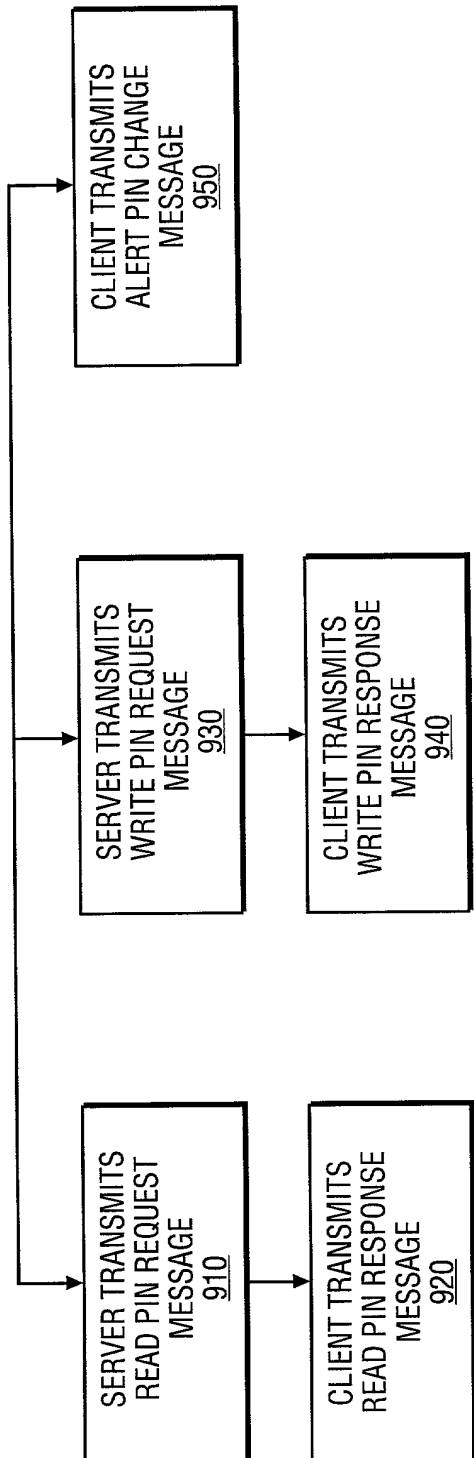 SERVER TRANSMITS
READ PIN REQUEST
MESSAGE
910
CLIENT TRANSMITS
READ PIN RESPONSE
MESSAGE
920
SERVER TRANSMITS
WRITE PIN REQUEST
MESSAGE
930
CLIENT TRANSMITS
WRITE PIN RESPONSE
MESSAGE
940
CLIENT TRANSMITS
ALERT PIN CHANGE
MESSAGE
950